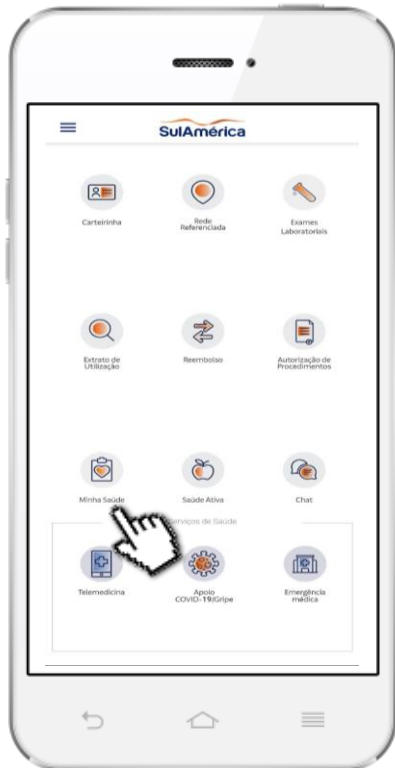 SulAmérica
Carteirinha
Rede
Referenciada
Exames
Laboratoriais
Extrato de
Utilização
Reembolso
Autorização de
Procedimentos
Minha Saúde
Saúde Ativa
Chat
Serviços de Saúde
Telemedicina
Apoio
COVID-19/Gripe
Emergência
médica